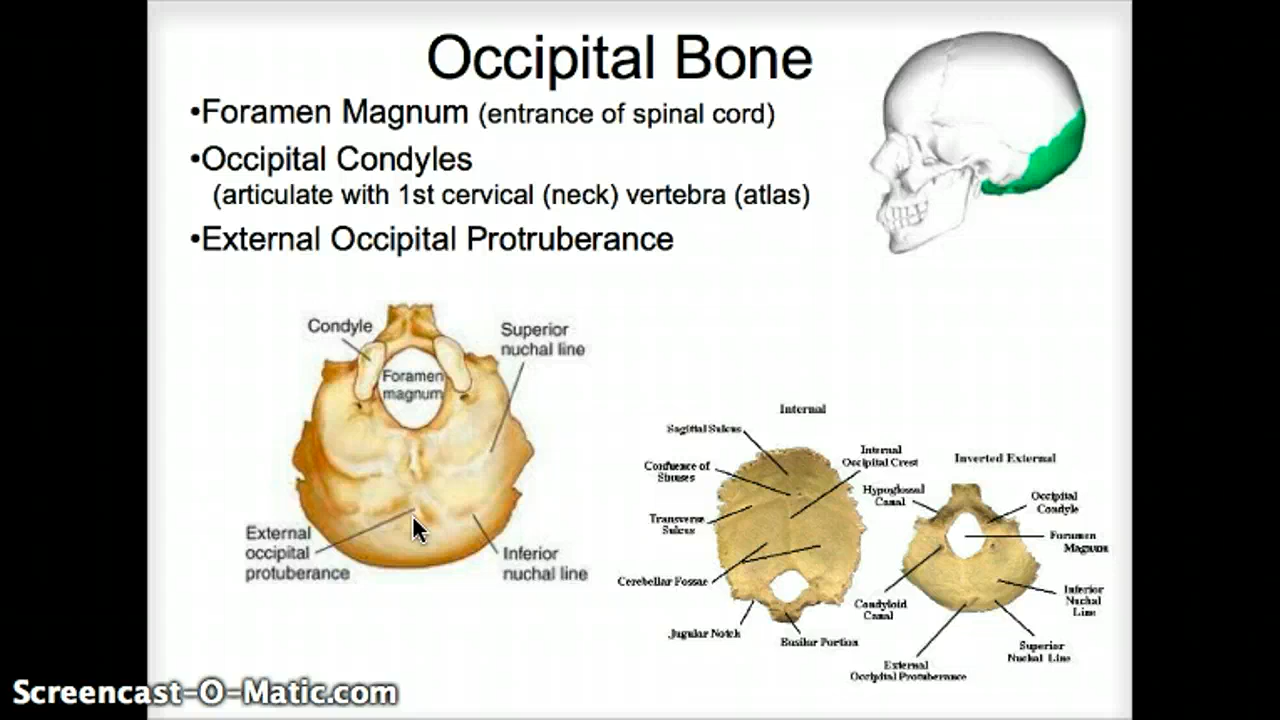 Occipital Bone
•Foramen Magnum (entrance of spinal cord)
•Occipital Condyles
(articulate with 1st cervical (neck) vertebra (atlas)
•External Occipital Protruberance
Condyle
Superior
nuchal line
Foramen
magnum
External
occipital
protuberance
Inferior
nuchal line
Internal
Sagittal Sulcus
Confluence of
Sinuses
Transverse
Sulcus
Cerebellar Fossae
Jugular Notch
Basilar Portion
Internal
Occipital Crest
Inverted External
Hypoglossal
Canal
Occipital
Condyle
Foramen
Magnum
Condyloid
Canal
Inferior
Nuchal
Line
Superior
Nuchal Line
External
Occipital Protuberance
Screencast-O-Matic.com